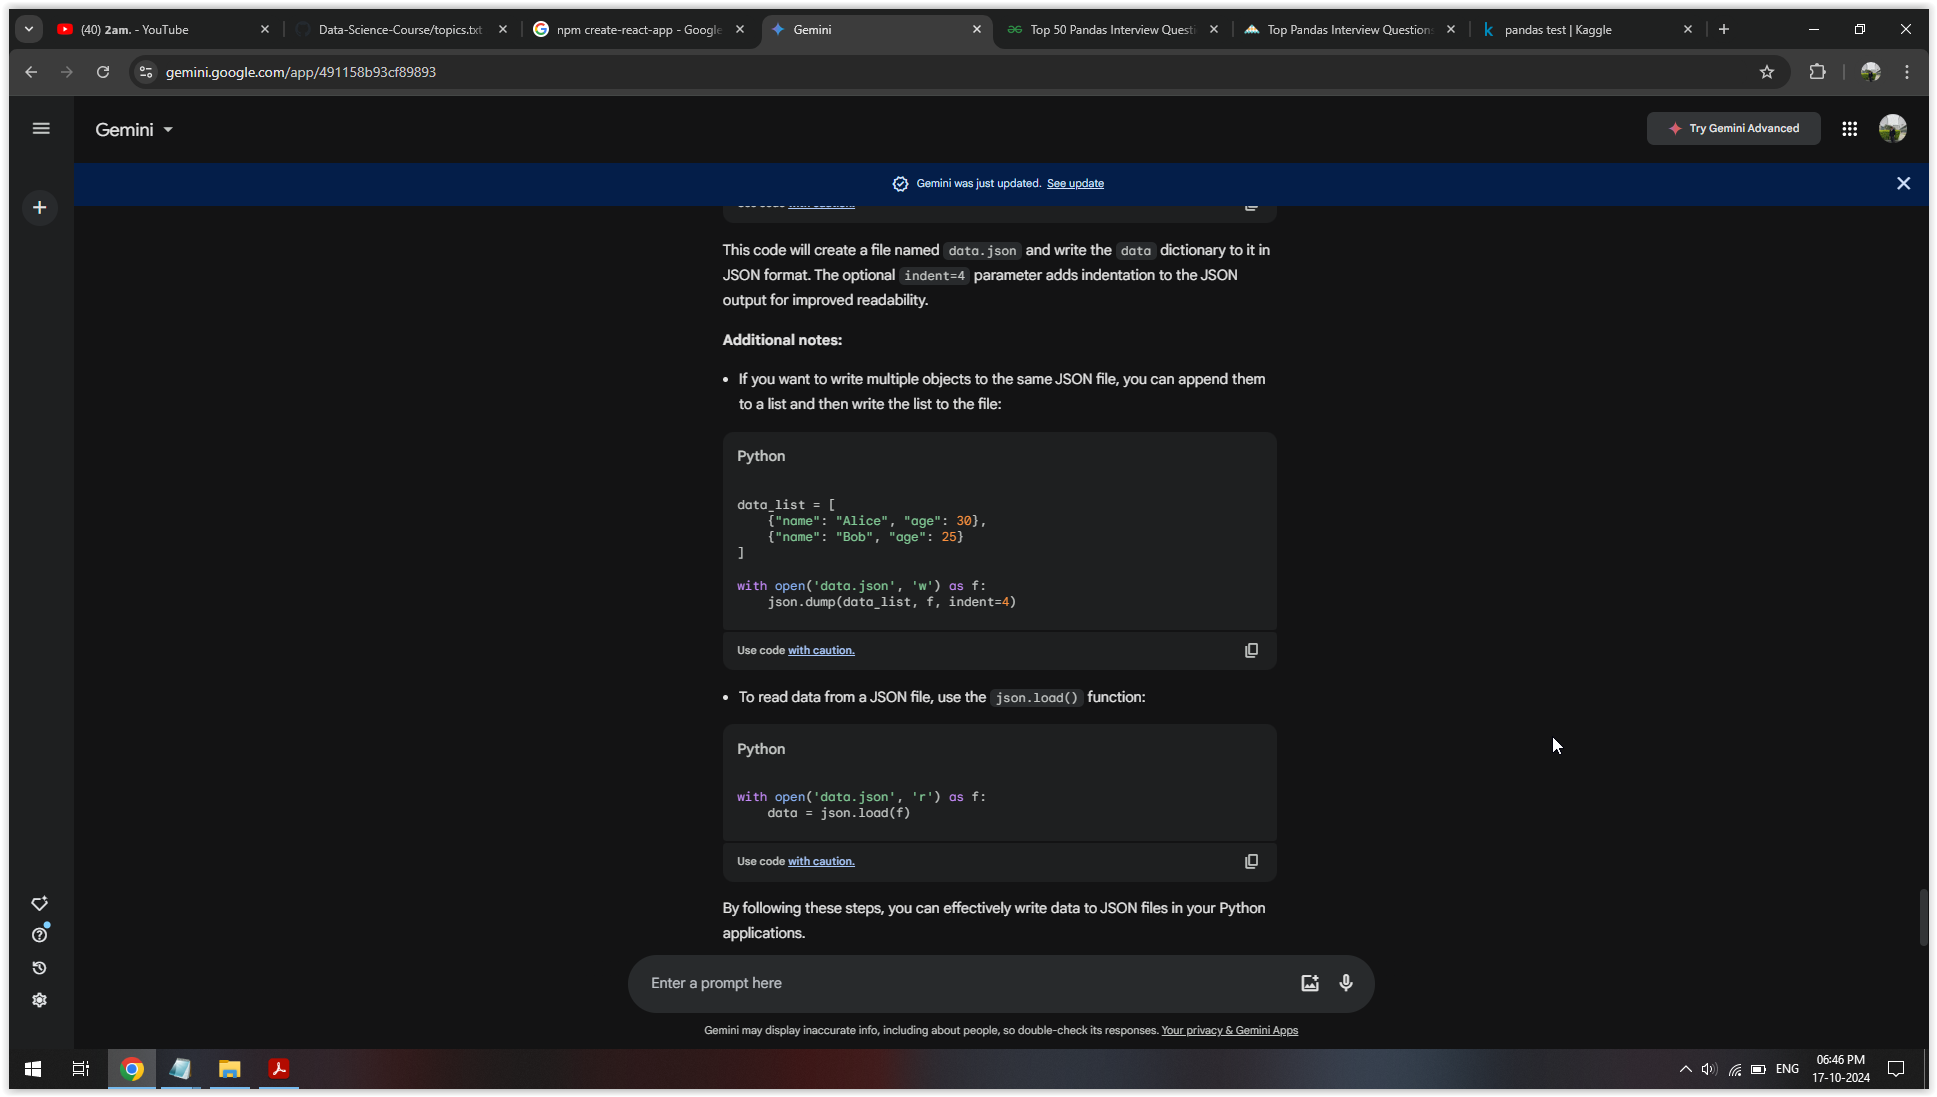 (40) 2am. - YouTube
Data-Science-Course/topics.txt
npm create-react-app - Google
Gemini
Top 50 Pandas Interview Questi
Top Pandas Interview Questions
pandas test | Kaggle
gemini.google.com/app/491158b93cf89893
Gemini
Try Gemini Advanced
Gemini was just updated. See update
This code will create a file named data.json and write the data dictionary to it in
JSON format. The optional indent=4 parameter adds indentation to the JSON
output for improved readability.
Additional notes:
• If you want to write multiple objects to the same JSON file, you can append them
to a list and then write the list to the file:
Python
data_list = [
    {"name": "Alice", "age": 30},
    {"name": "Bob", "age": 25}
]
with open('data.json', 'w') as f:
    json.dump(data_list, f, indent=4)
Use code with caution.
• To read data from a JSON file, use the json.load() function:
Python
with open('data.json', 'r') as f:
    data = json.load(f)
Use code with caution.
By following these steps, you can effectively write data to JSON files in your Python
applications.
Enter a prompt here
Gemini may display inaccurate info, including about people, so double-check its responses. Your privacy & Gemini Apps
ENG
06:46 PM
17-10-2024